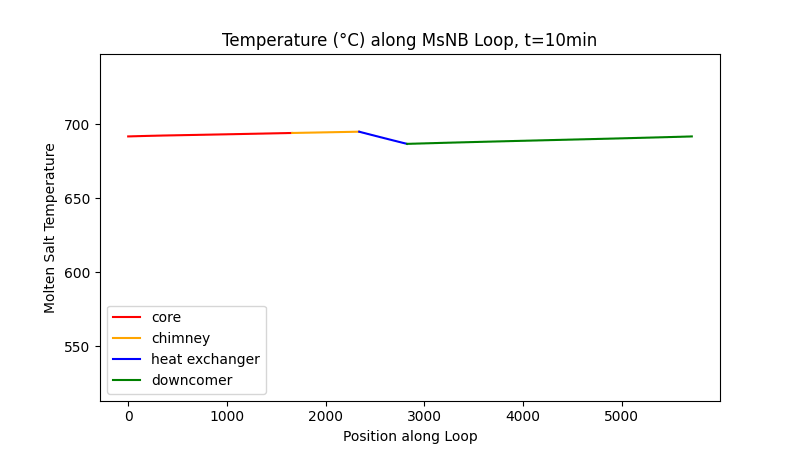 Temperature (°C) along MsNB Loop, t=10min
Molten Salt Temperature
700
650
600
550
core
chimney
heat exchanger
downcomer
0 1000 2000 3000 4000 5000
Position along Loop